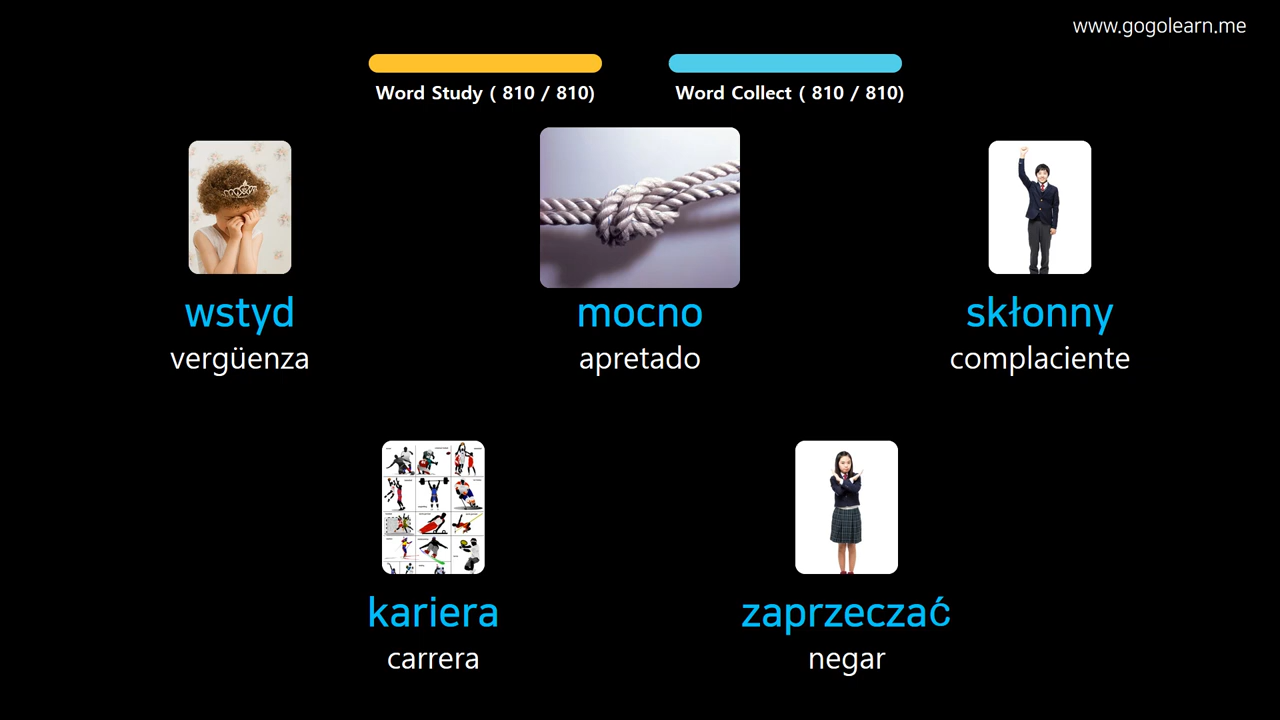 www.gogolearn.me
Word Study ( 810 / 810)
Word Collect ( 810 / 810)
wstyd
vergüenza
mocno
apretado
skłonny
complaciente
kariera
carrera
zaprzeczać
negar